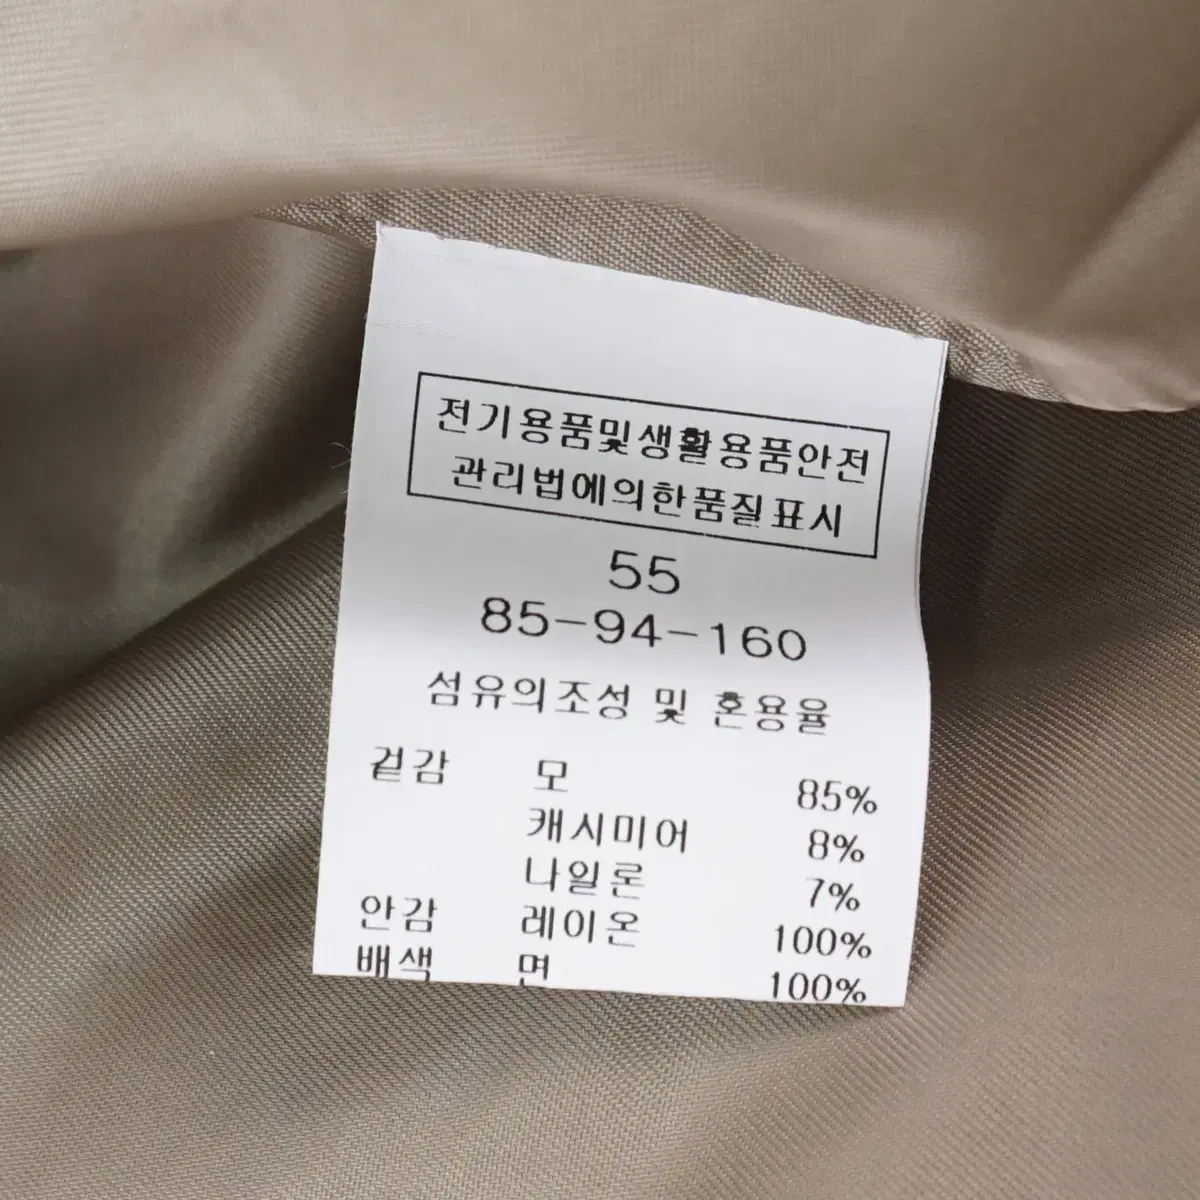 전기용품및생활용품안전
관리법에의한품질표시
55
85-94-160
섬유의조성 및 혼용율
겉감 모 85%
캐시미어 8%
나일론 7%
안감 레이온 100%
배색 면 100%